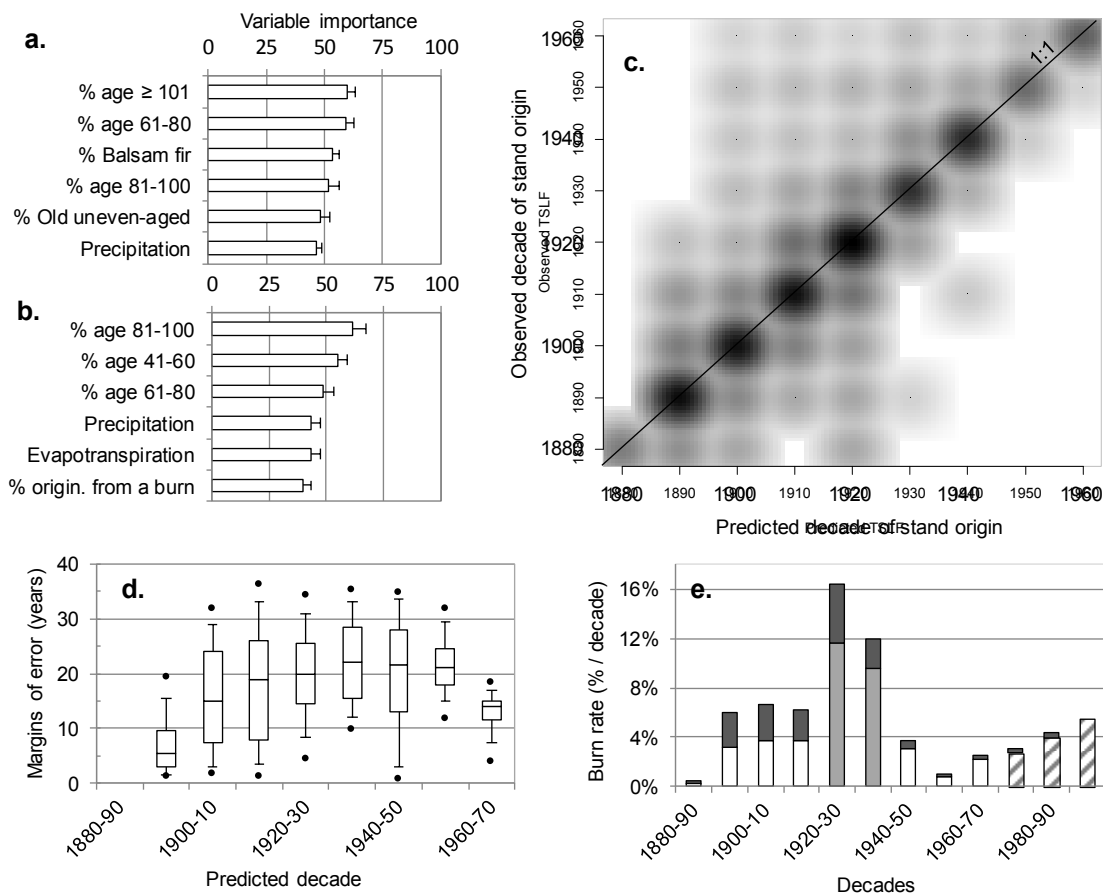 Variable importance
a.
0 25 50 75 100
% age ≥ 101
% age 61-80
% Balsam fir
% age 81-100
% Old uneven-aged
Precipitation
b.
0 25 50 75 100
% age 81-100
% age 41-60
% age 61-80
Precipitation
Evapotranspiration
% origin. from a burn
c.
1:1
Observed decade of stand origin
Observed TSLF
1960
1950
1940
1930
1920
1910
1900
1890
1880
1880 1890 1900 1910 1920 1930 1940 1950 1960
Predicted decade of stand origin
d.
Margins of error (years)
40
30
20
10
0
1880-90 1900-10 1920-30 1940-50 1960-70
Predicted decade
e.
Burn rate (% / decade)
16%
12%
8%
4%
0%
1880-90 1900-10 1920-30 1940-50 1960-70 1980-90
Decades